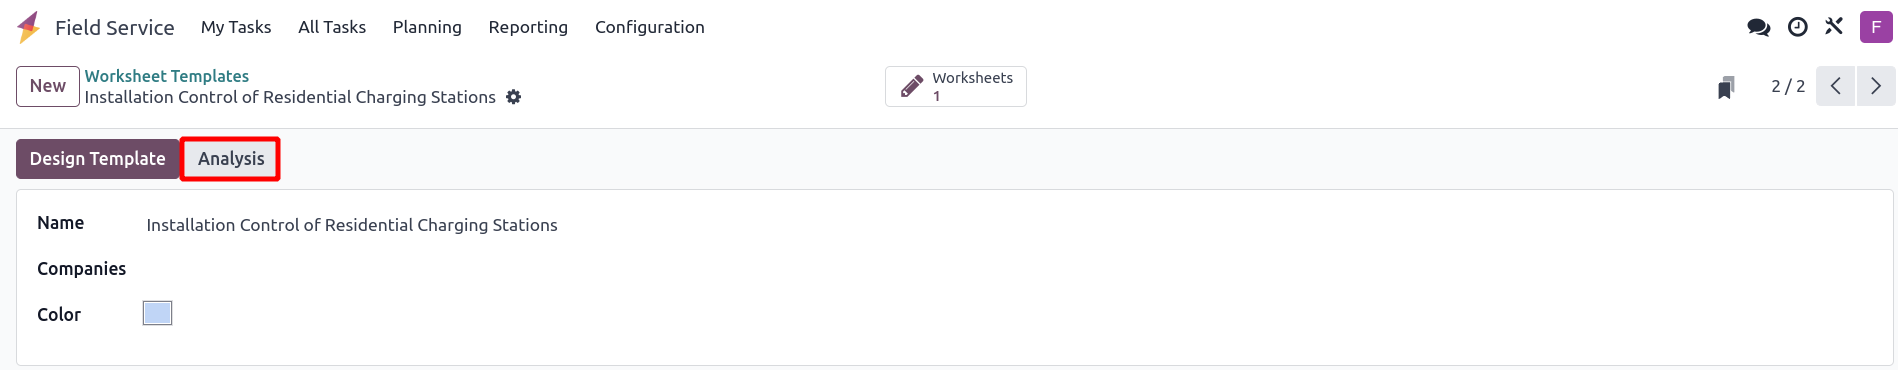 Field Service My Tasks All Tasks Planning Reporting Configuration F
New Worksheet Templates
Installation Control of Residential Charging Stations
Worksheets
1
2 / 2
Design Template Analysis
Name Installation Control of Residential Charging Stations
Companies
Color